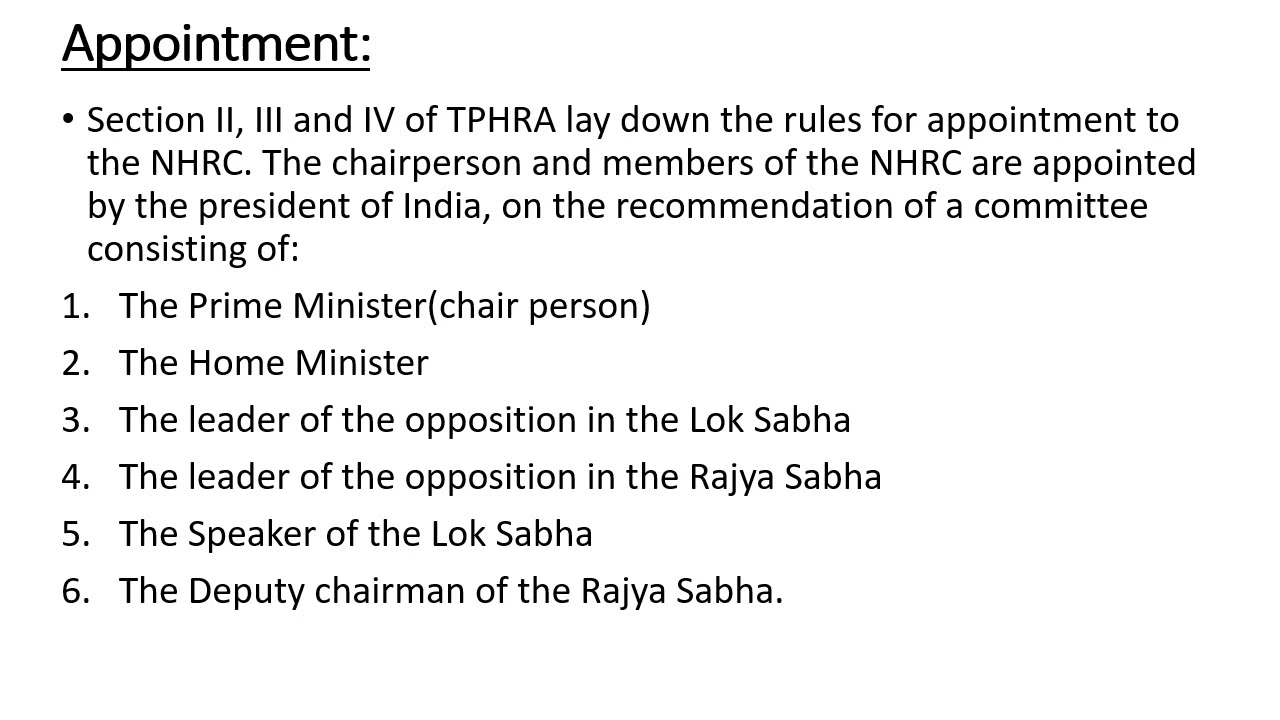 Appointment:
• Section II, III and IV of TPHRA lay down the rules for appointment to
the NHRC. The chairperson and members of the NHRC are appointed
by the president of India, on the recommendation of a committee
consisting of:
1. The Prime Minister(chair person)
2. The Home Minister
3. The leader of the opposition in the Lok Sabha
4. The leader of the opposition in the Rajya Sabha
5. The Speaker of the Lok Sabha
6. The Deputy chairman of the Rajya Sabha.